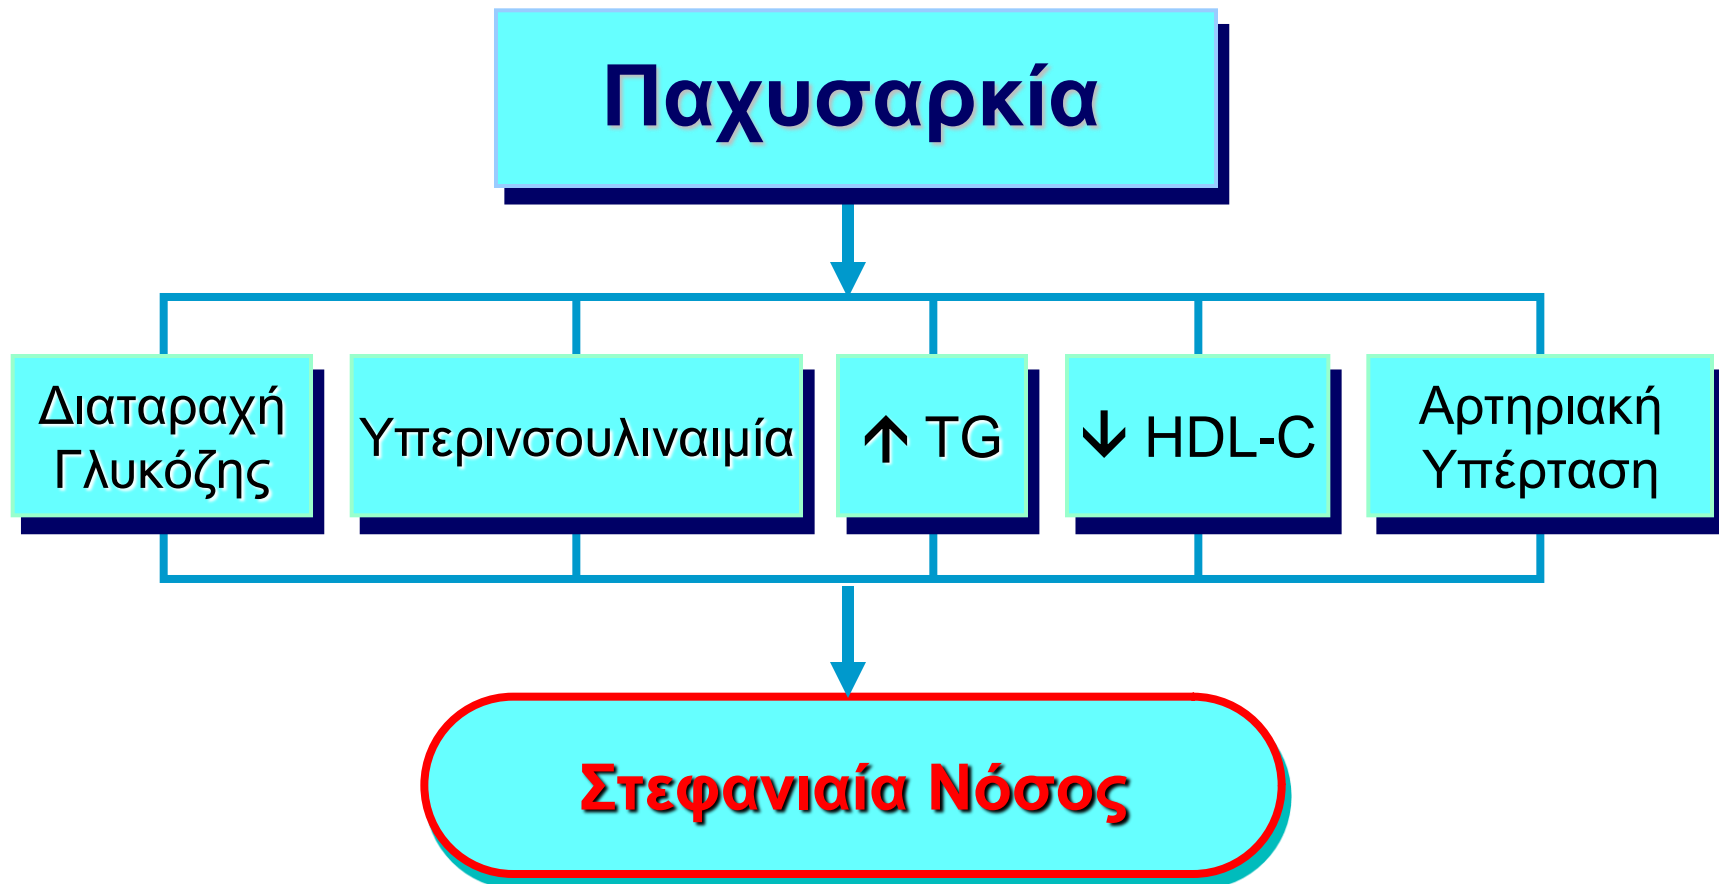 Παχυσαρκία
Διαταραχή
Γλυκόζης
Υπερινσουλιναιμία
↑ TG
↓ HDL-C
Αρτηριακή
Υπέρταση
Στεφανιαία Νόσος